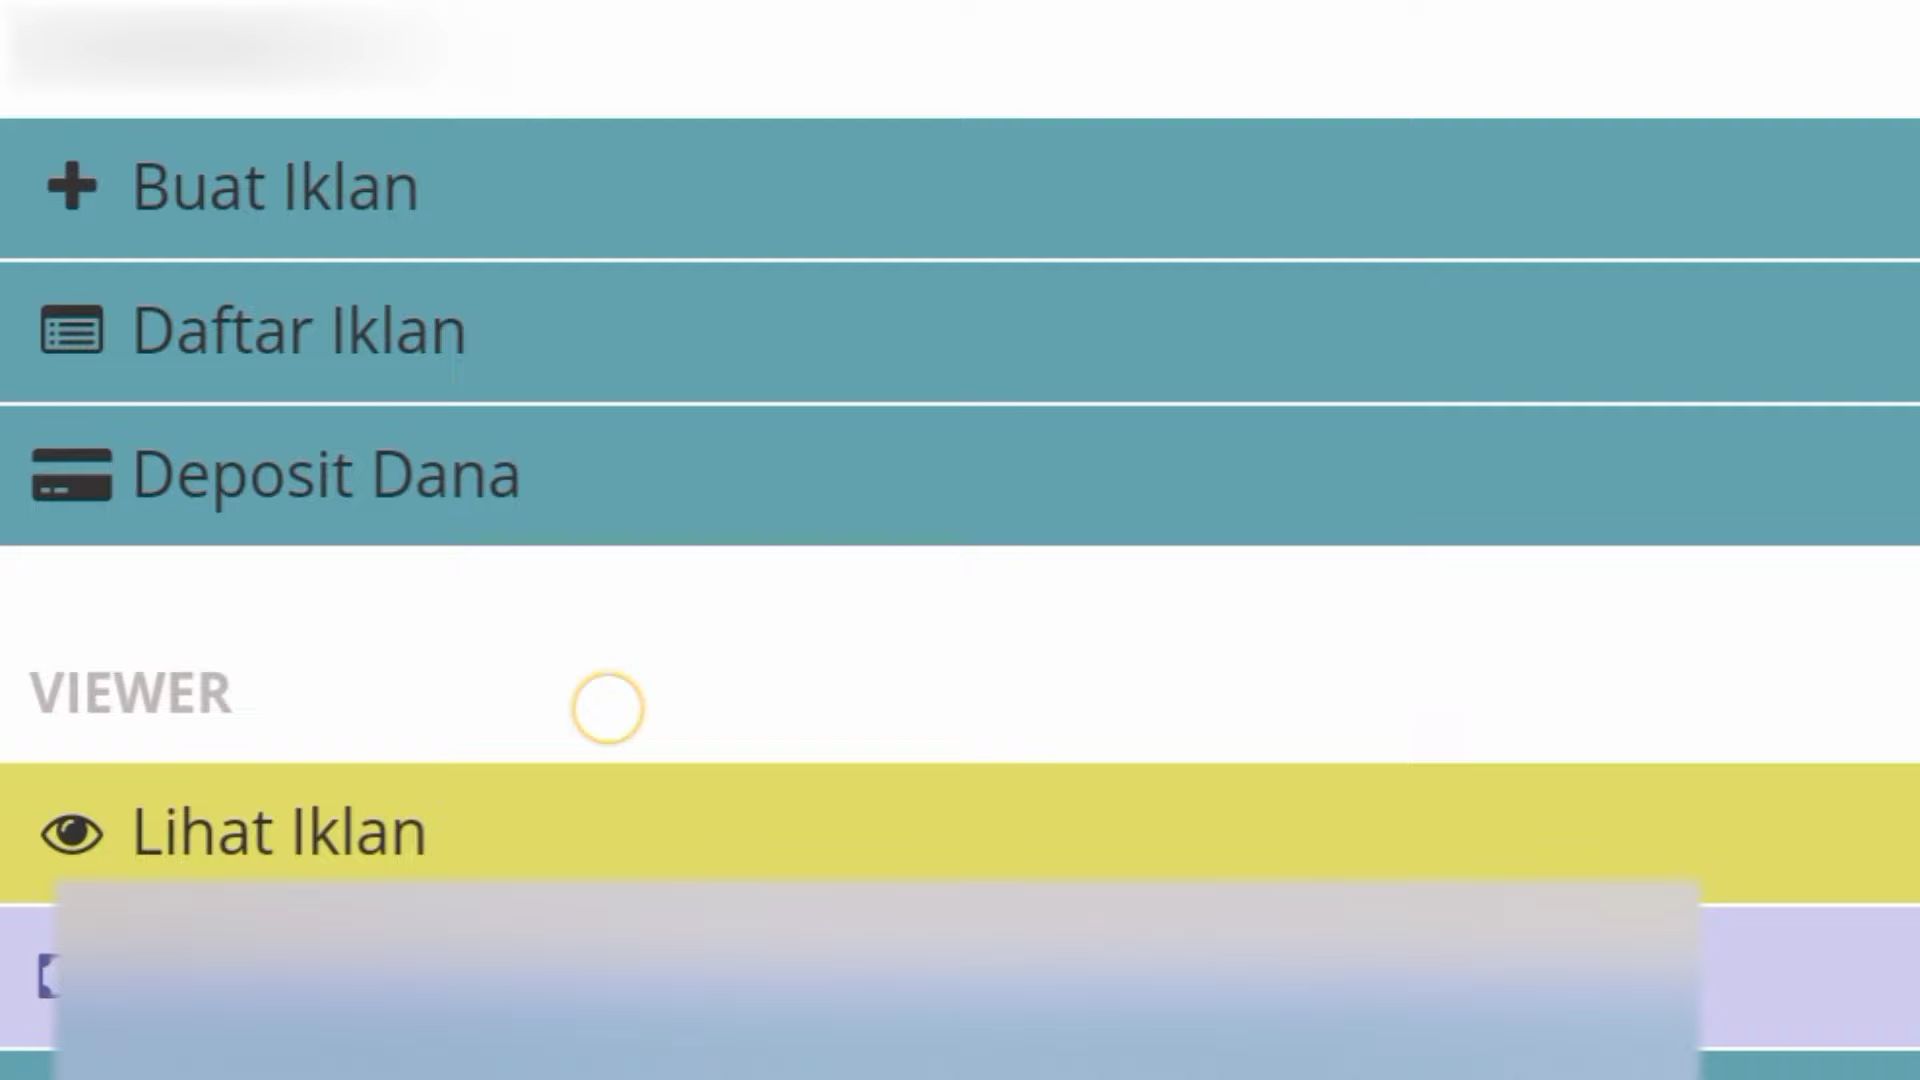 Buat Iklan
Daftar Iklan
Deposit Dana
VIEWER
Lihat Iklan